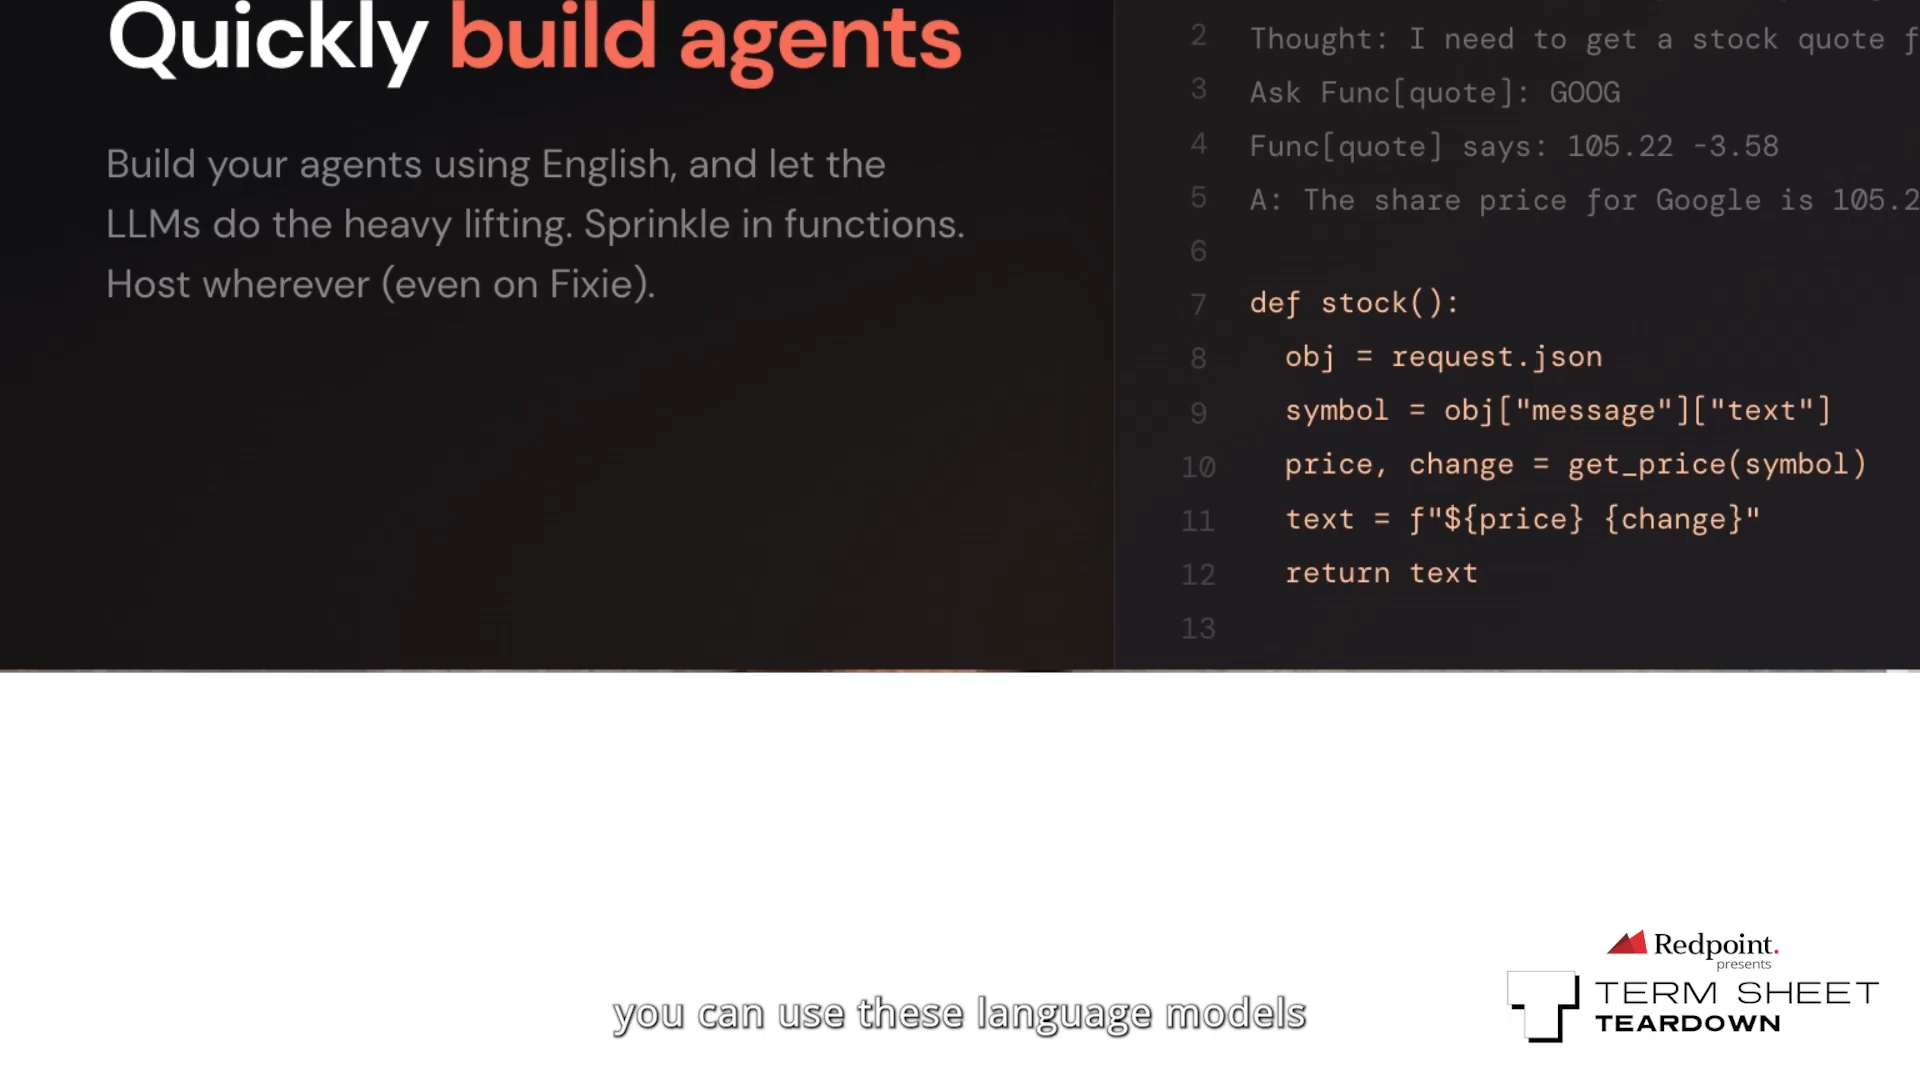 Quickly build agents
Build your agents using English, and let the
LLMs do the heavy lifting. Sprinkle in functions.
Host wherever (even on Fixie).
2 Thought: I need to get a stock quote f
3 Ask Func[quote]: GOOG
4 Func[quote] says: 105.22 -3.58
5 A: The share price for Google is 105.2
6
7 def stock():
8 obj = request.json
9 symbol = obj["message"]["text"]
10 price, change = get_price(symbol)
11 text = f"${price} {change}"
12 return text
13
you can use these language models
Redpoint.
presents
TERM SHEET
TEARDOWN